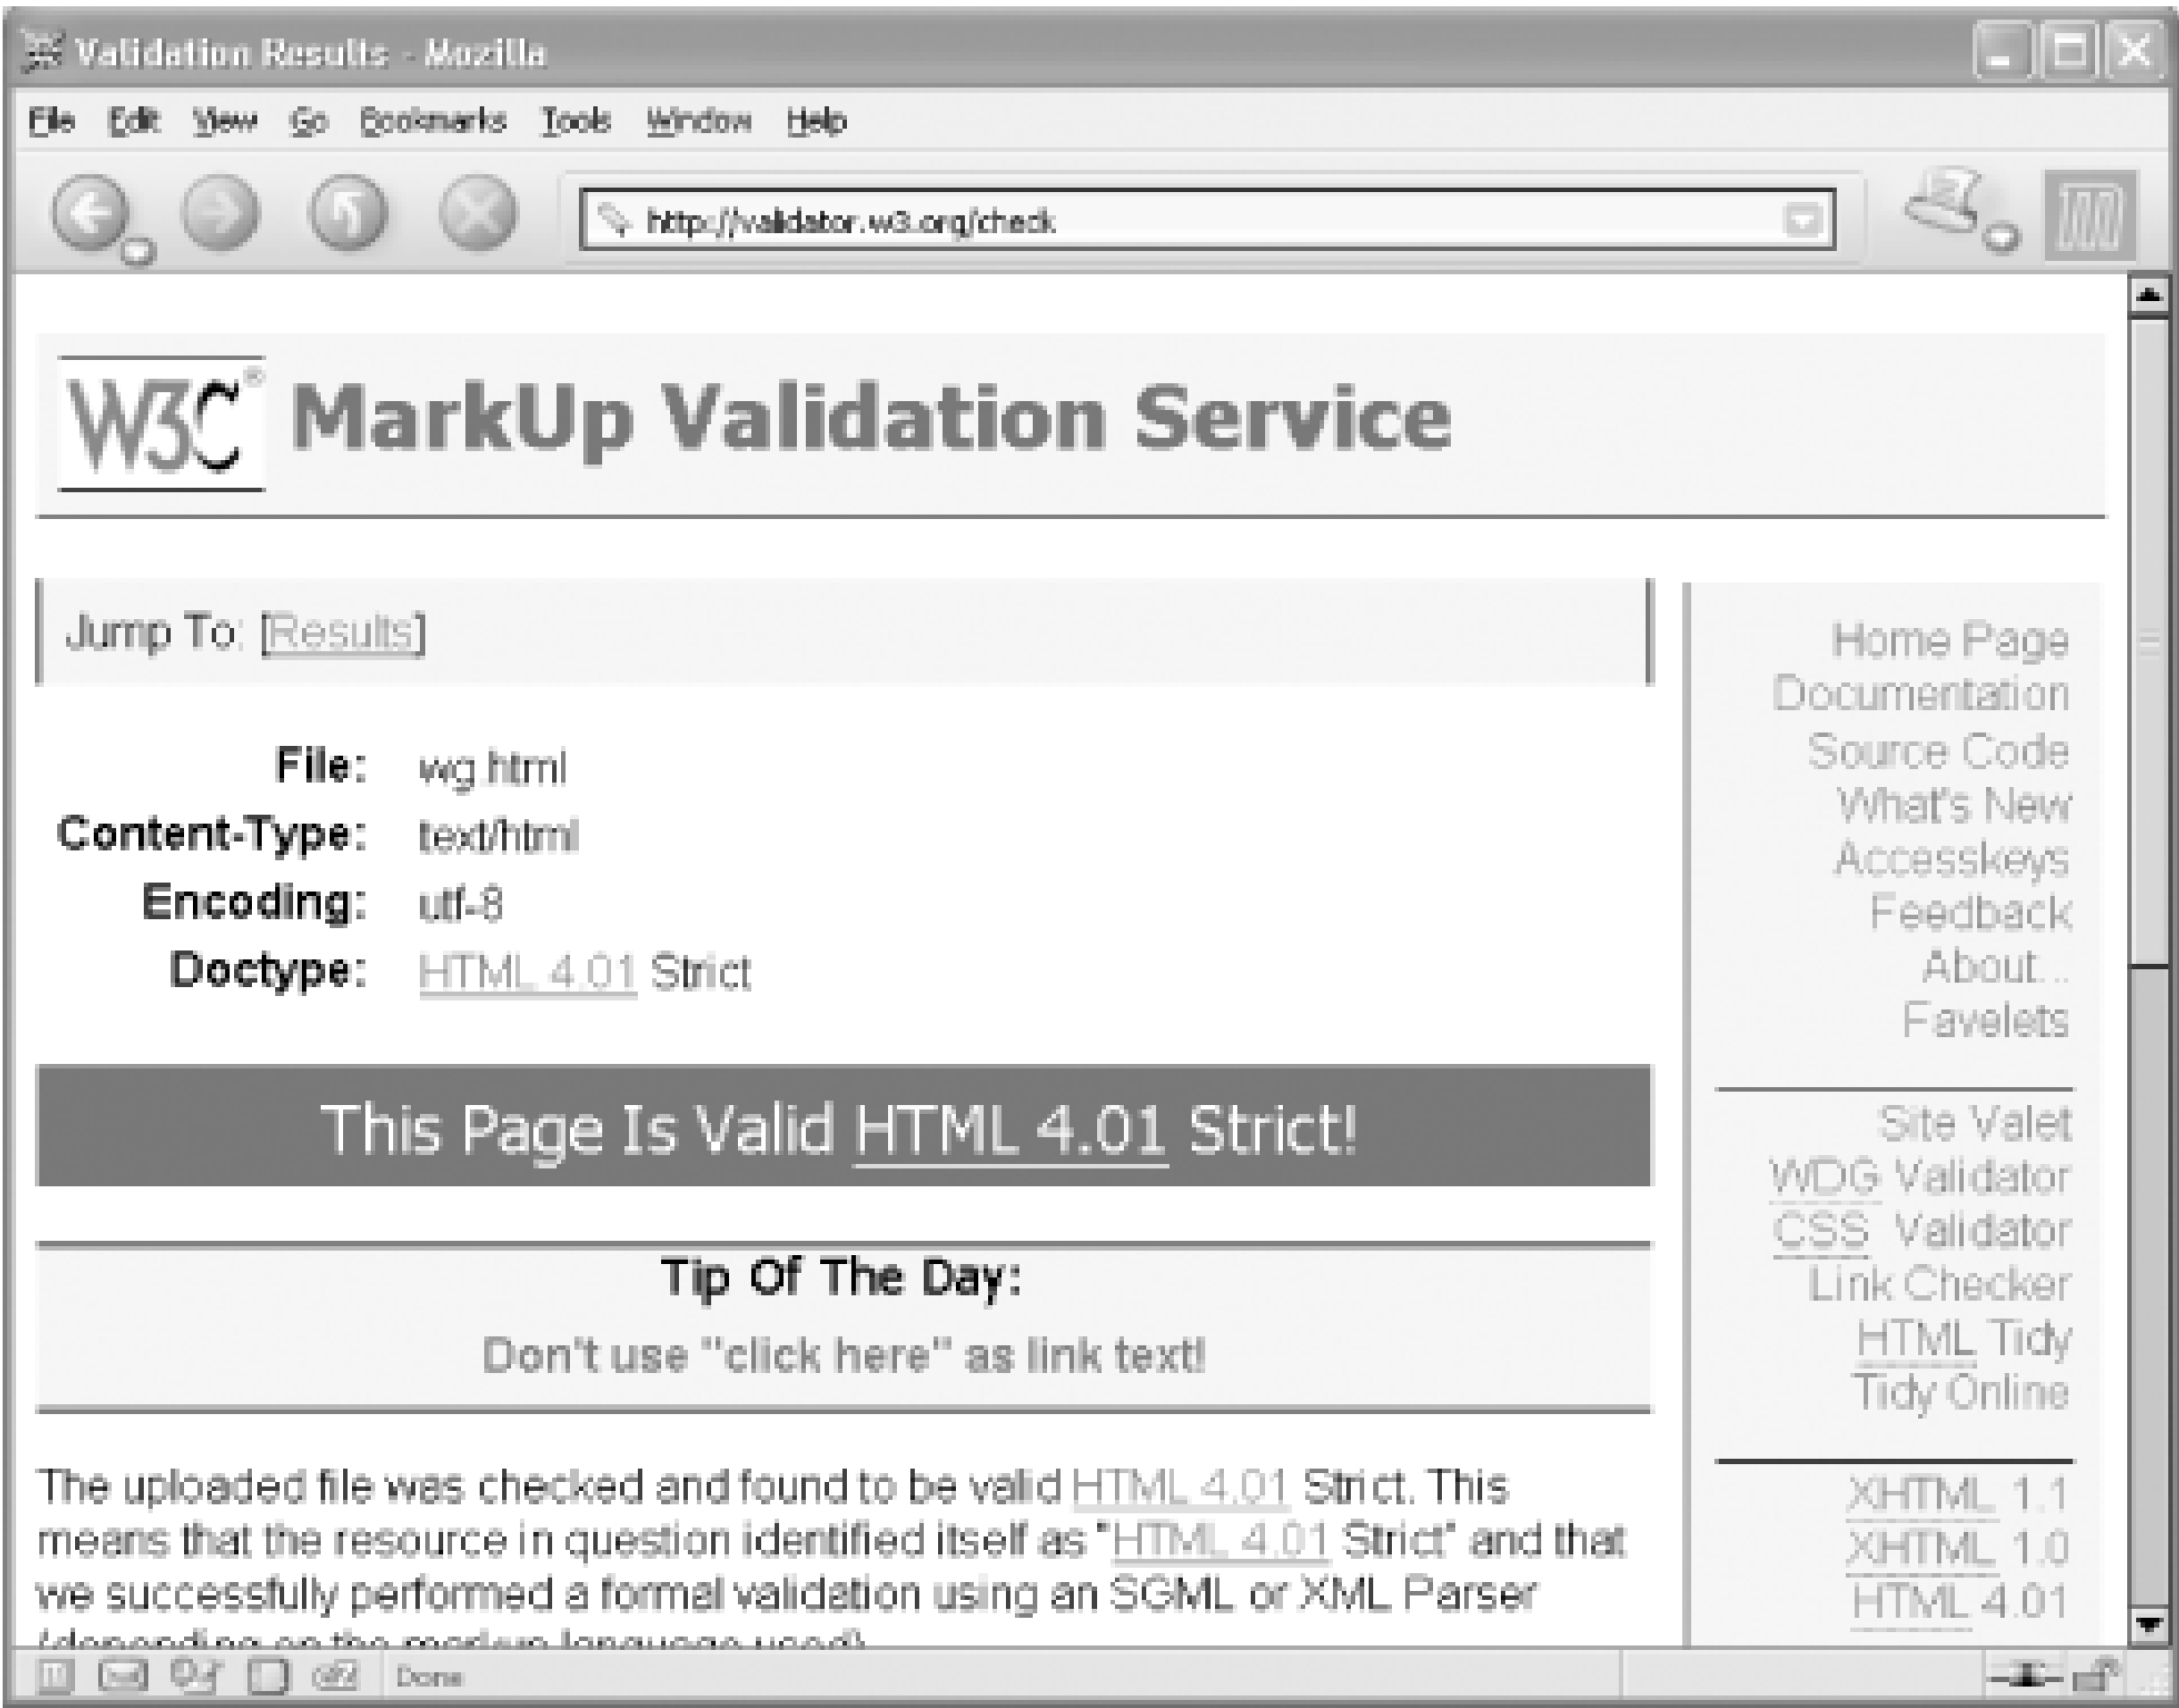 Validation Results - Mozilla
File Edit View Go Bookmarks Tools Window Help
http://validator.w3.org/check
W3C® MarkUp Validation Service
Jump To: [Results]
File: wg.html
Content-Type: text/html
Encoding: utf-8
Doctype: HTML 4.01 Strict
This Page Is Valid HTML 4.01 Strict!
Tip Of The Day:
Don't use "click here" as link text!
The uploaded file was checked and found to be valid HTML 4.01 Strict. This
means that the resource in question identified itself as "HTML 4.01 Strict" and that
we successfully performed a formal validation using an SGML or XML Parser
(depending on the markup language used).
Home Page
Documentation
Source Code
What's New
Accesskeys
Feedback
About...
Favelets
Site Valet
WDG Validator
CSS Validator
Link Checker
HTML Tidy
Tidy Online
XHTML 1.1
XHTML 1.0
HTML 4.01
Done